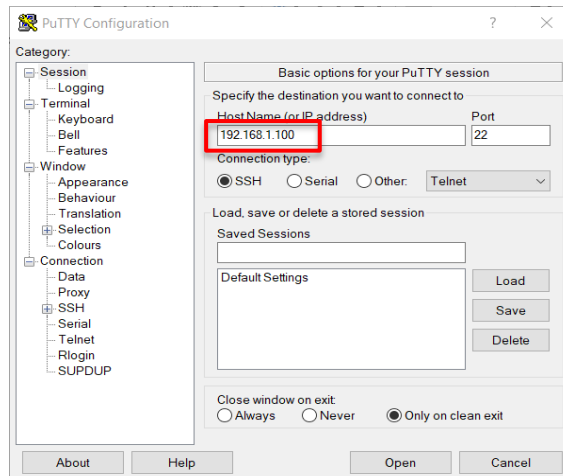 PuTTY Configuration
?
Category:
Session
Logging
Terminal
Keyboard
Bell
Features
Window
Appearance
Behaviour
Translation
Selection
Colours
Connection
Data
Proxy
SSH
Serial
Telnet
Rlogin
SUPDUP
Basic options for your PuTTY session
Specify the destination you want to connect to
Host Name (or IP address) Port
192.168.1.100 22
Connection type:
SSH Serial Other: Telnet
Load, save or delete a stored session
Saved Sessions
Default Settings
Load
Save
Delete
Close window on exit:
Always Never Only on clean exit
About Help Open Cancel